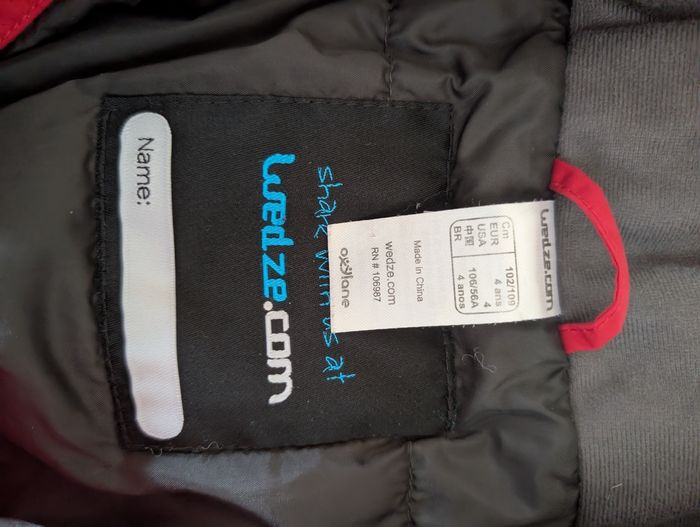 wedze.com
Cm 102/109
EUR 4 ans
USA 4
中国 106/56A
BR 4 anos
Made in China
wedze.com
RN # 106987
oxylane
share with us at
wedze.com
Name: